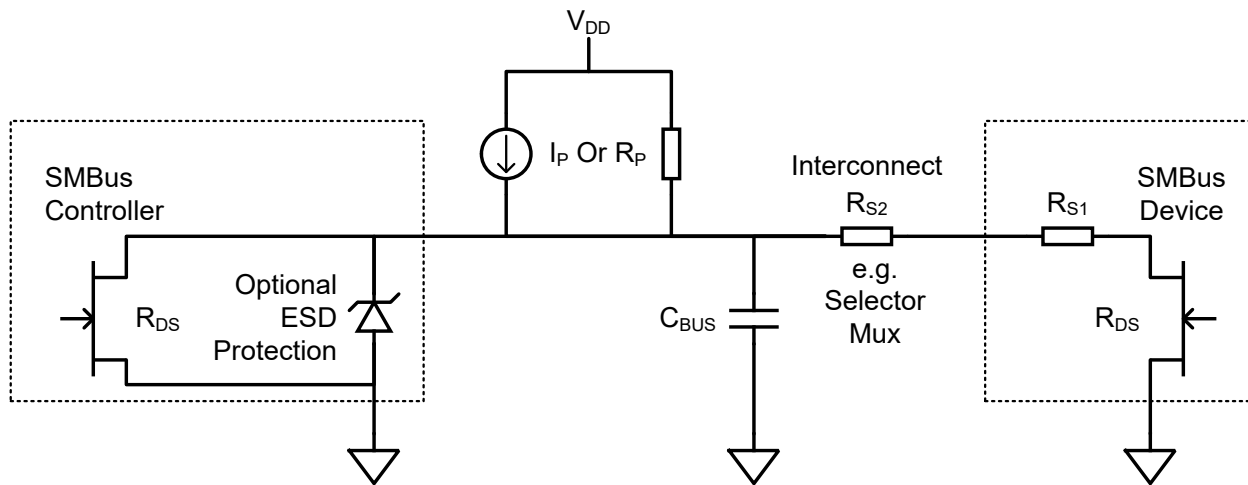 VDD
SMBus
Controller
RDS
Optional
ESD
Protection
IP Or RP
CBUS
Interconnect
RS2
e.g.
Selector
Mux
RS1
SMBus
Device
RDS